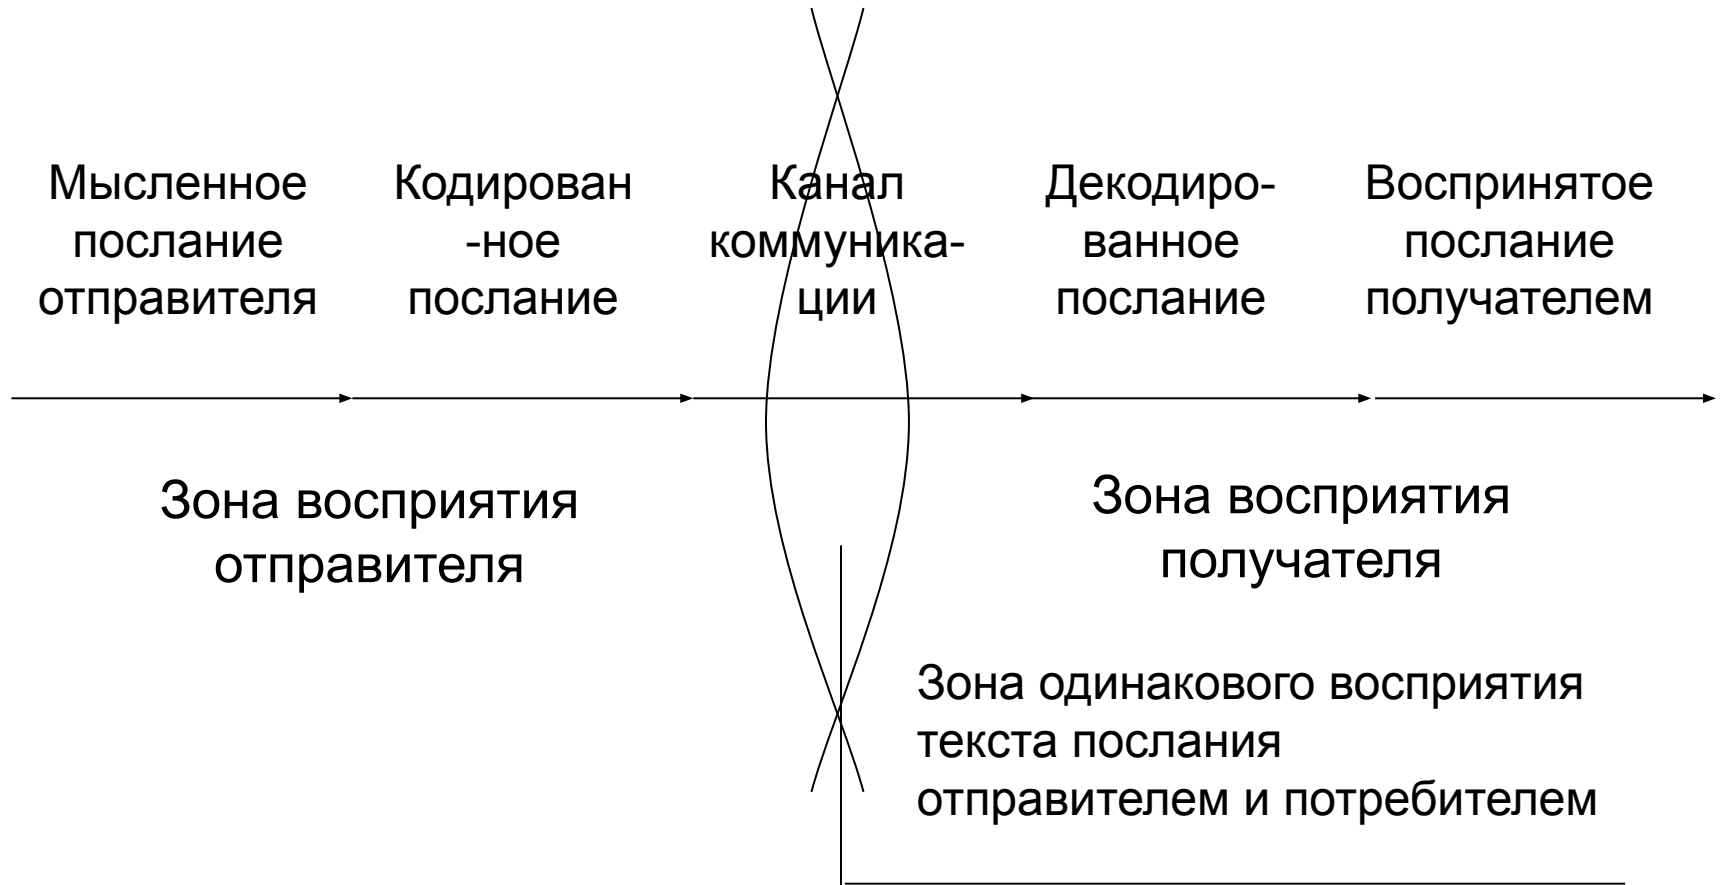 Мысленное
послание
отправителя
Кодирован
-ное
послание
Канал
коммуника-
ции
Декодиро-
ванное
послание
Воспринятое
послание
получателем
Зона восприятия
отправителя
Зона восприятия
получателя
Зона одинакового восприятия
текста послания
отправителем и потребителем